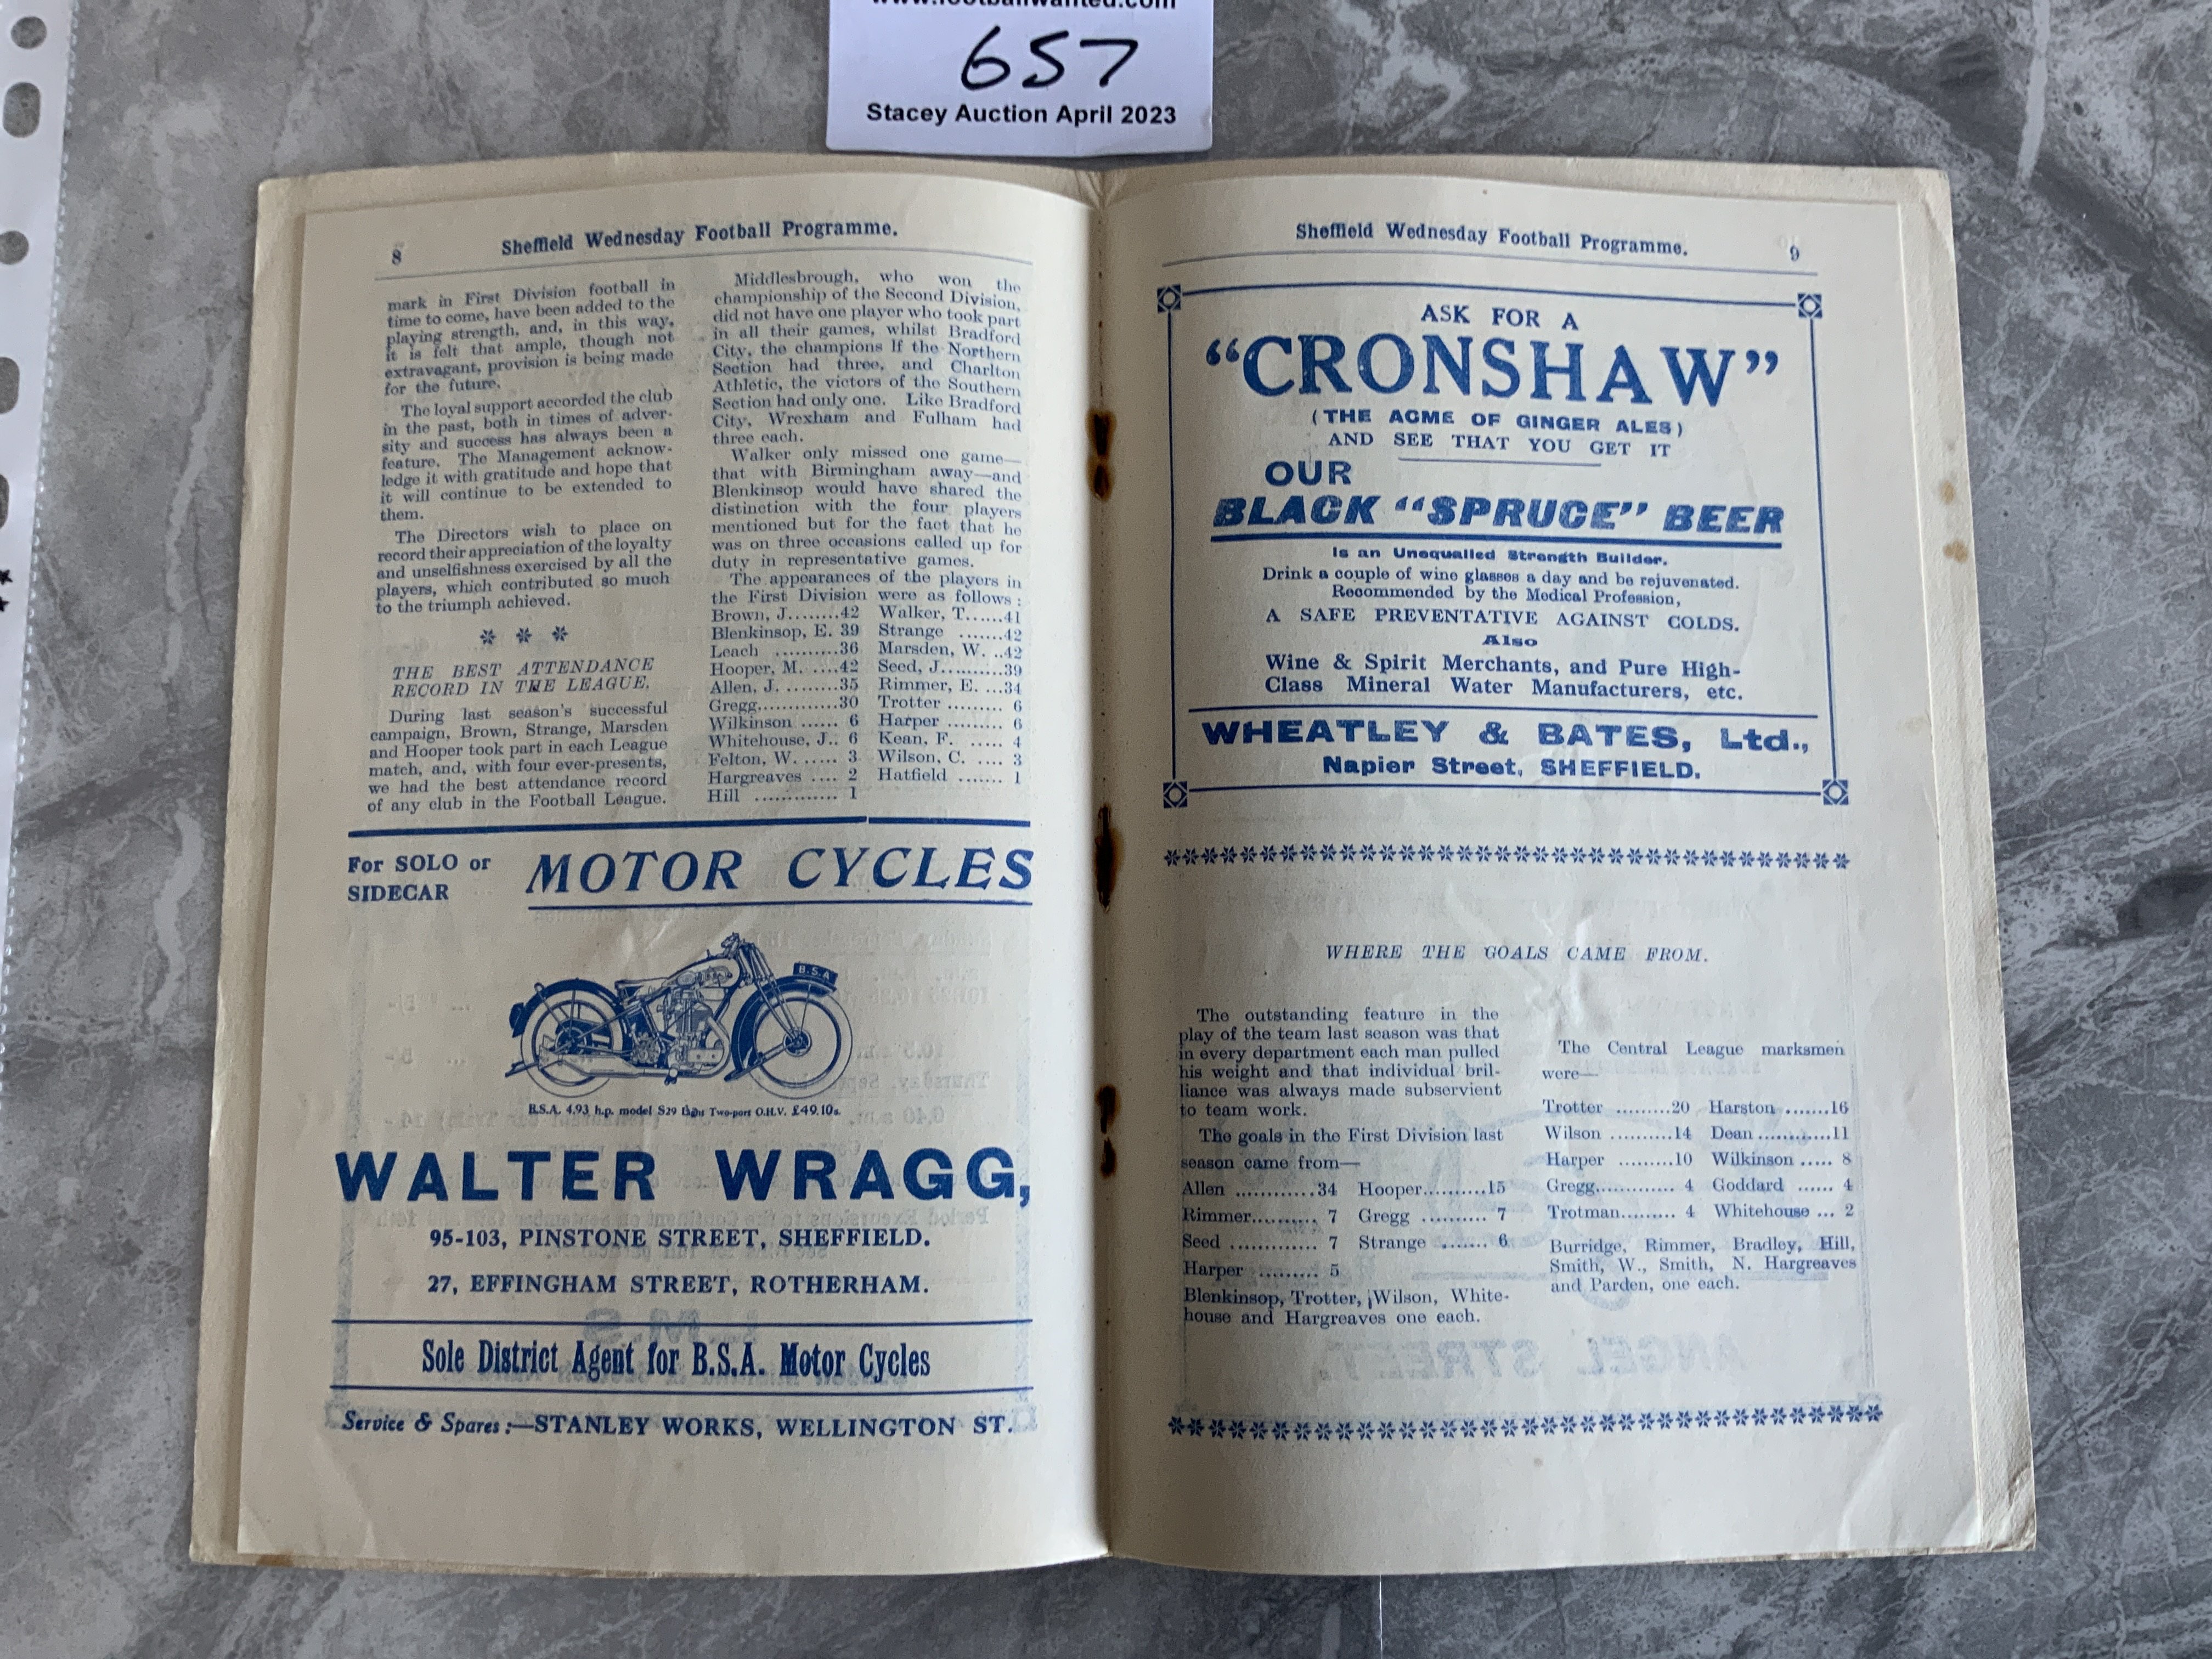 657
Stacey Auction April 2023
8
Sheffield Wednesday Football Programme.
mark in First Division football in
time to come, have been added to the
playing strength, and, in this way,
it is felt that ample, though not
extravagant, provision is being made
for the future.
The loyal support accorded the club
in the past, both in times of adver-
sity and success has always been a
feature. The Management acknow-
ledge it with gratitude and hope that
it will continue to be extended to
them.
The Directors wish to place on
record their appreciation of the loyalty
and unselfishness exercised by all the
players, which contributed so much
to the triumph achieved.
* * *
THE BEST ATTENDANCE
RECORD IN THE LEAGUE.
During last season's successful
campaign, Brown, Strange, Marsden
and Hooper took part in each League
match, and, with four ever-presents,
we had the best attendance record
of any club in the Football League.
Middlesbrough, who won the
championship of the Second Division,
did not have one player who took part
in all their games, whilst Bradford
City, the champions If the Northern
Section had three, and Charlton
Athletic, the victors of the Southern
Section had only one. Like Bradford
City, Wrexham and Fulham had
three each.
Walker only missed one game—
that with Birmingham away—and
Blenkinsop would have shared the
distinction with the four players
mentioned but for the fact that he
was on three occasions called up for
duty in representative games.
The appearances of the players in
the First Division were as follows:
Brown, J........42 Walker, T......41
Blenkinsop, E. 39 Strange .......42
Leach ..........36 Marsden, W. ..42
Hooper, M. ....42 Seed, J..........39
Allen, J. ........35 Rimmer, E. ...34
Gregg............30 Trotter ......... 6
Wilkinson ...... 6 Harper ........ 6
Whitehouse, J.. 6 Kean, F. ..... 4
Felton, W. ...... 3 Wilson, C. .... 3
Hargreaves .... 2 Hatfield ....... 1
Hill ............. 1
For SOLO or
SIDECAR
MOTOR CYCLES
B.S.A
B.S.A. 4.93 h.p. model S29 Two-port O.H.V. £49.10s.
WALTER WRAGG,
95-103, PINSTONE STREET, SHEFFIELD.
27, EFFINGHAM STREET, ROTHERHAM.
Sole District Agent for B.S.A. Motor Cycles
Service & Spares:—STANLEY WORKS, WELLINGTON ST.
Sheffield Wednesday Football Programme.
9
ASK FOR A
"CRONSHAW"
(THE ACME OF GINGER ALES)
AND SEE THAT YOU GET IT
OUR
BLACK "SPRUCE" BEER
Is an Unequalled Strength Builder.
Drink a couple of wine glasses a day and be rejuvenated.
Recommended by the Medical Profession,
A SAFE PREVENTATIVE AGAINST COLDS.
Also
Wine & Spirit Merchants, and Pure High-
Class Mineral Water Manufacturers, etc.
WHEATLEY & BATES, Ltd.,
Napier Street, SHEFFIELD.
WHERE THE GOALS CAME FROM.
The outstanding feature in the
play of the team last season was that
in every department each man pulled
his weight and that individual bril-
liance was always made subservient
to team work.
The goals in the First Division last
season came from—
Allen ............34 Hooper..........15
Rimmer.......... 7 Gregg .......... 7
Seed ............. 7 Strange ....... 6
Harper ......... 5
Blenkinsop, Trotter, Wilson, White-
house and Hargreaves one each.
The Central League marksmen
were—
Trotter .........20 Harston .......16
Wilson ..........14 Dean ............11
Harper .........10 Wilkinson ..... 8
Gregg............ 4 Goddard ...... 4
Trotman......... 4 Whitehouse ... 2
Burridge, Rimmer, Bradley, Hill,
Smith, W., Smith, N. Hargreaves
and Parden, one each.